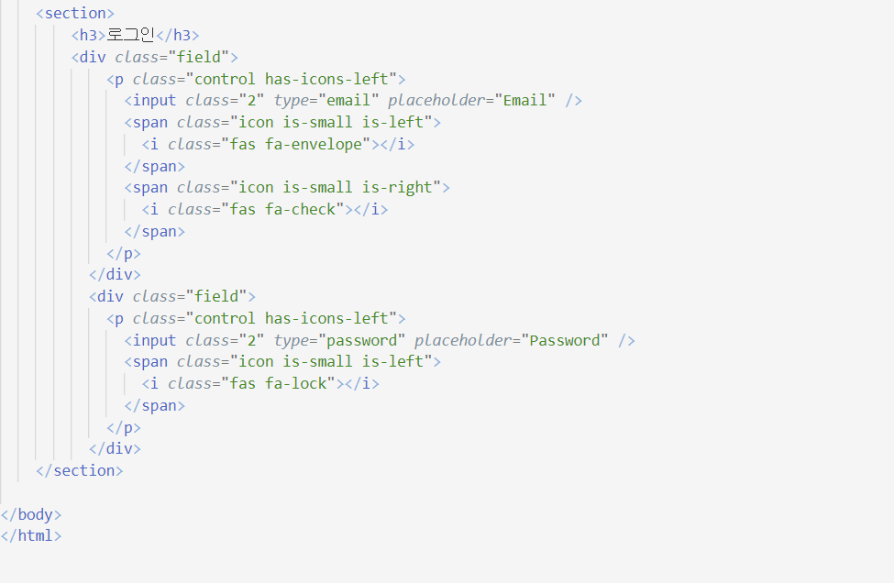 <section>
<h3>로그인</h3>
<div class="field">
<p class="control has-icons-left">
<input class="2" type="email" placeholder="Email" />
<span class="icon is-small is-left">
<i class="fas fa-envelope"></i>
</span>
<span class="icon is-small is-right">
<i class="fas fa-check"></i>
</span>
</p>
</div>
<div class="field">
<p class="control has-icons-left">
<input class="2" type="password" placeholder="Password" />
<span class="icon is-small is-left">
<i class="fas fa-lock"></i>
</span>
</p>
</div>
</section>
</body>
</html>